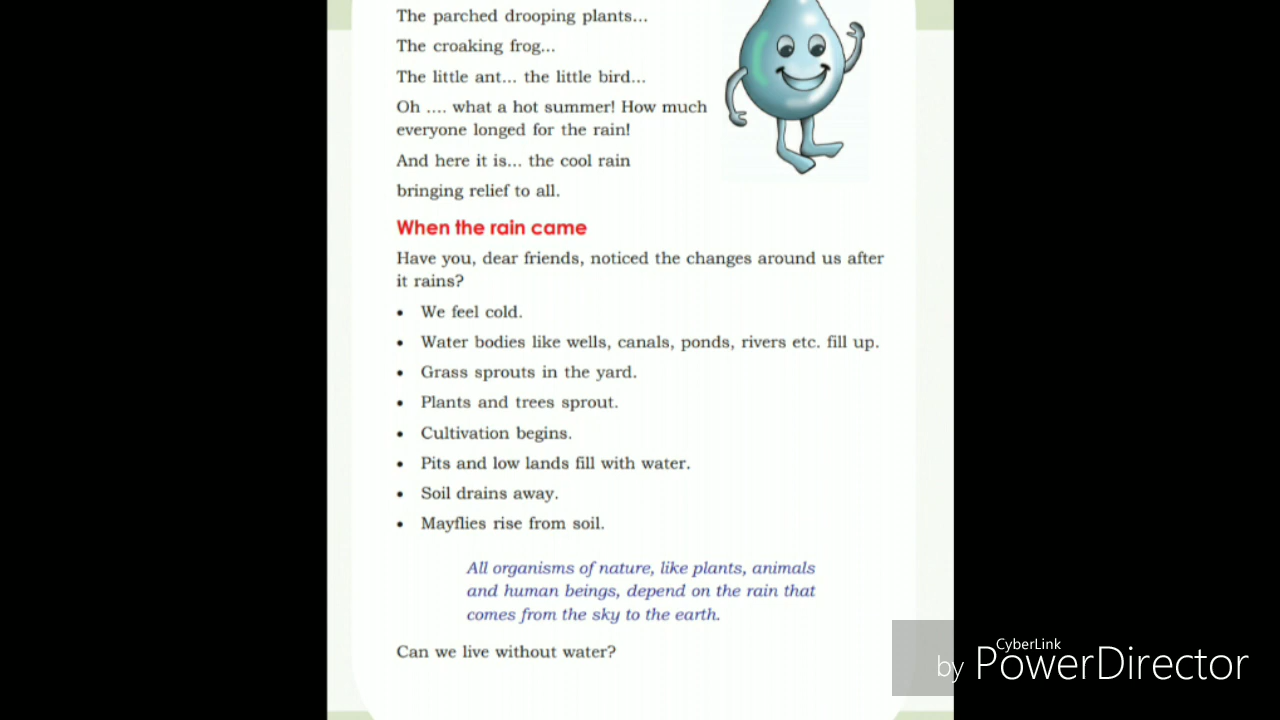 The parched drooping plants...
The croaking frog...
The little ant... the little bird...
Oh .... what a hot summer! How much
everyone longed for the rain!
And here it is... the cool rain
bringing relief to all.
When the rain came
Have you, dear friends, noticed the changes around us after
it rains?
• We feel cold.
• Water bodies like wells, canals, ponds, rivers etc. fill up.
• Grass sprouts in the yard.
• Plants and trees sprout.
• Cultivation begins.
• Pits and low lands fill with water.
• Soil drains away.
• Mayflies rise from soil.
All organisms of nature, like plants, animals
and human beings, depend on the rain that
comes from the sky to the earth.
Can we live without water?
CyberLink
by PowerDirector